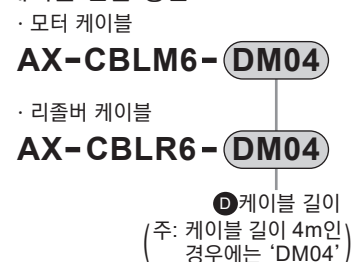 · 모터 케이블
AX-CBLM6-DM04
· 리졸버 케이블
AX-CBLR6-DM04
D케이블 길이
(주: 케이블 길이 4m인
경우에는 ‘DM04’)